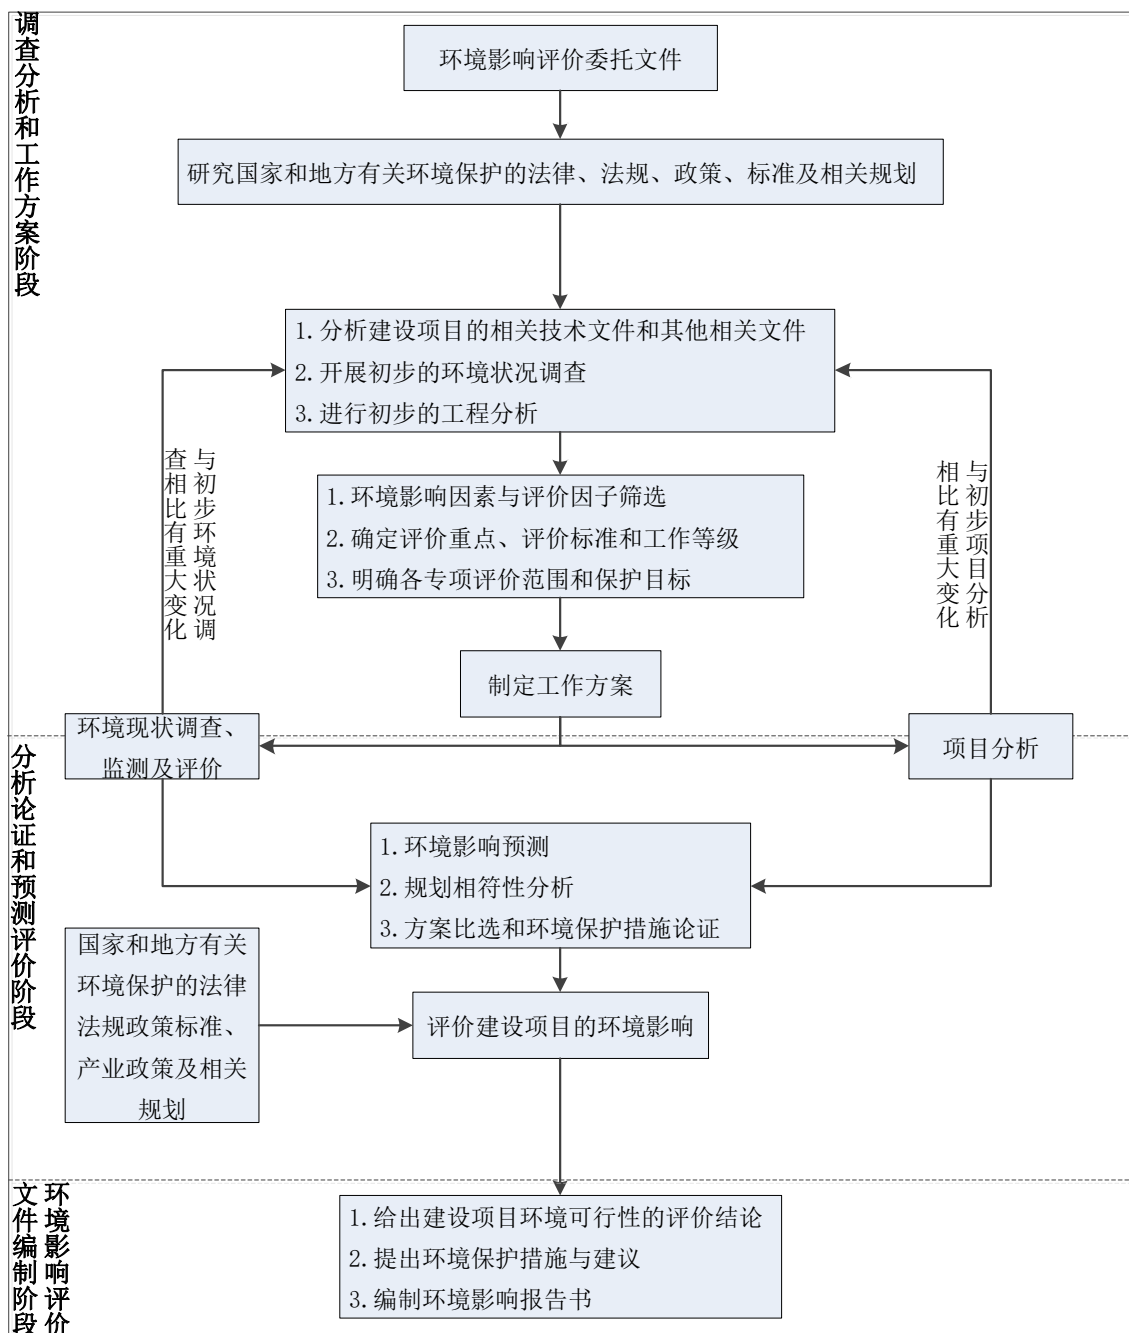 调查分析和工作方案阶段
环境影响评价委托文件
研究国家和地方有关环境保护的法律、法规、政策、标准及相关规划
1.分析建设项目的相关技术文件和其他相关文件
2.开展初步的环境状况调查
3.进行初步的工程分析
与初步环境状况调
查相比有重大变化
与初步项目分析
相比有重大变化
1.环境影响因素与评价因子筛选
2.确定评价重点、评价标准和工作等级
3.明确各专项评价范围和保护目标
制定工作方案
环境现状调查、
监测及评价
项目分析
分析论证和预测评价阶段
1.环境影响预测
2.规划相符性分析
3.方案比选和环境保护措施论证
国家和地方有关
环境保护的法律
法规政策标准、
产业政策及相关
规划
评价建设项目的环境影响
环境影响评价
文件编制阶段
1.给出建设项目环境可行性的评价结论
2.提出环境保护措施与建议
3.编制环境影响报告书